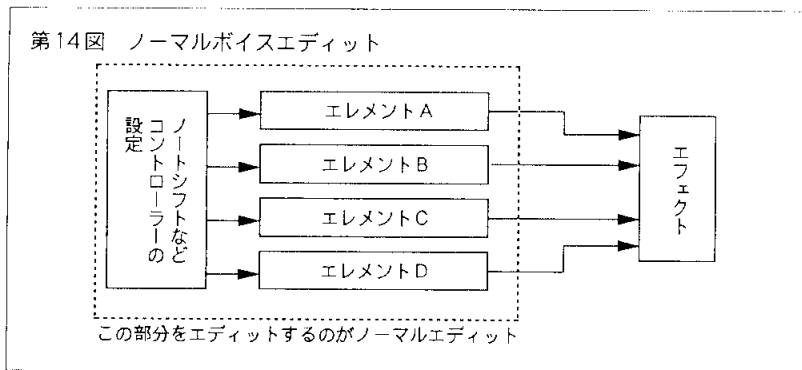 第14図 ノーマルボイスエディット
ノートシフトなど
コントローラーの
設定
エレメントA
エレメントB
エレメントC
エレメントD
エフェクト
この部分をエディットするのがノーマルエディット